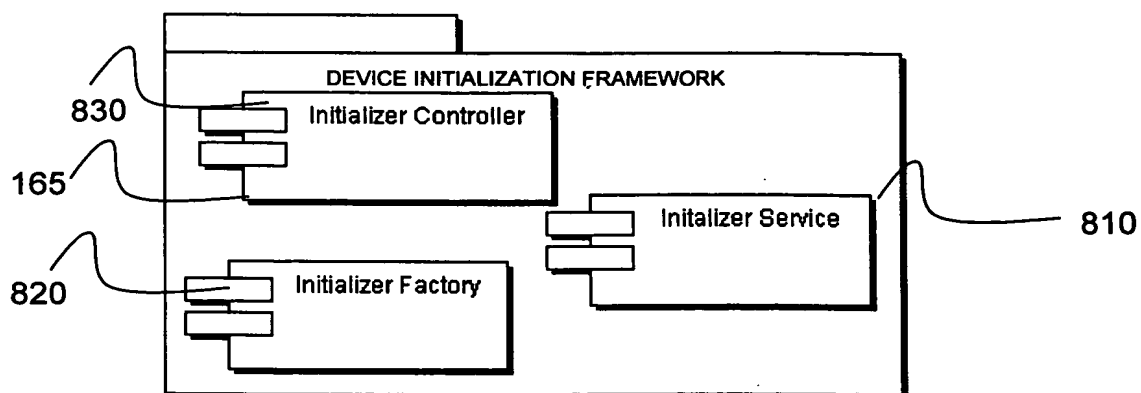 DEVICE INITIALIZATION FRAMEWORK
830
Initializer Controller
165
Initalizer Service
810
820
Initializer Factory